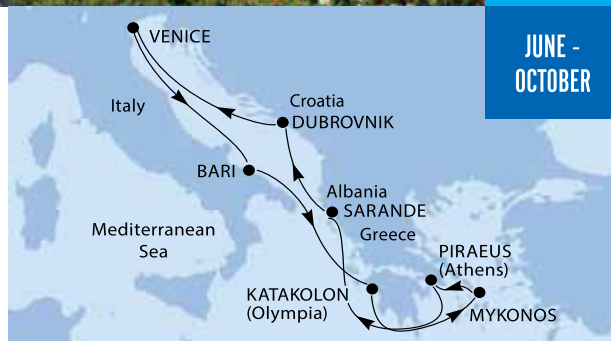 JUNE -
OCTOBER
VENICE
Italy
Croatia
DUBROVNIK
BARI
Albania
SARANDE
Greece
Mediterranean
Sea
PIRAEUS
(Athens)
KATAKOLON
(Olympia)
MYKONOS